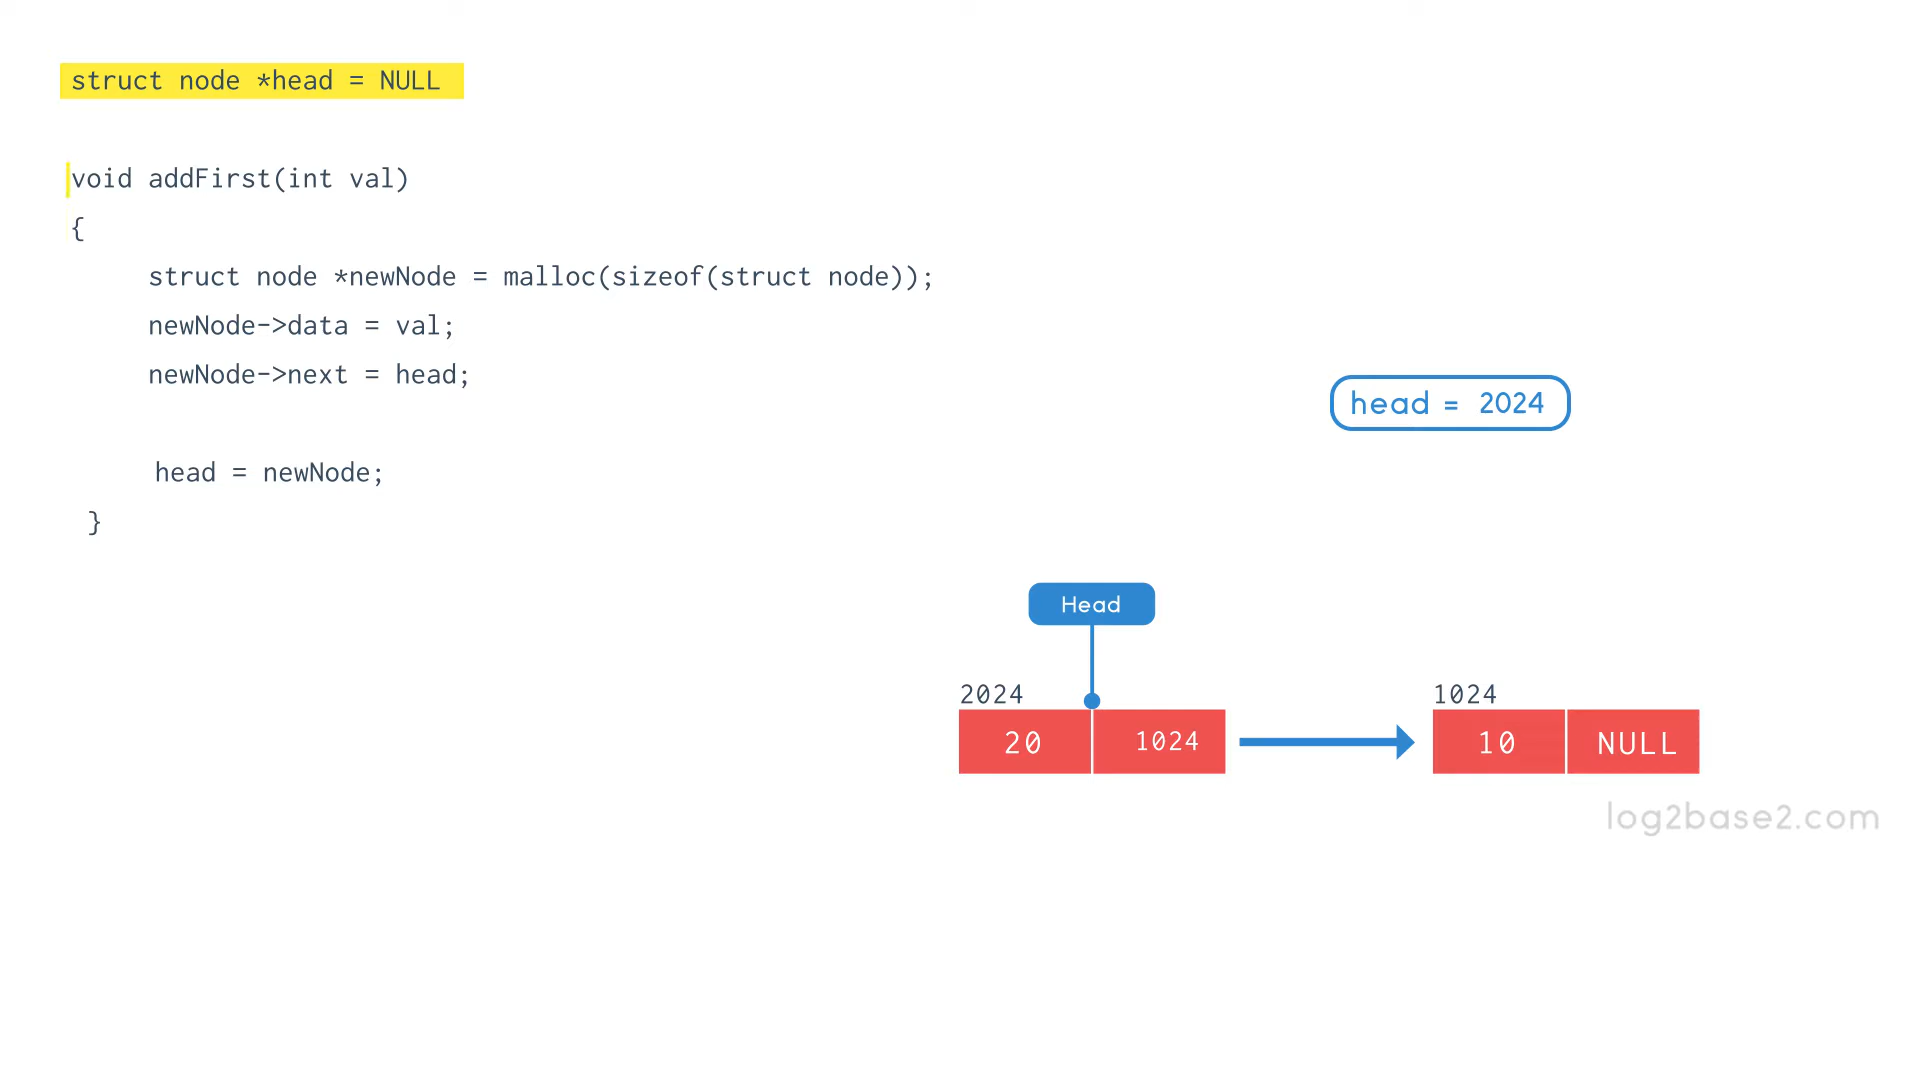 struct node *head = NULL
void addFirst(int val)
{
struct node *newNode = malloc(sizeof(struct node));
newNode->data = val;
newNode->next = head;
head = 2024
head = newNode;
}
Head
2024
1024
20 1024
10 NULL
log2base2.com